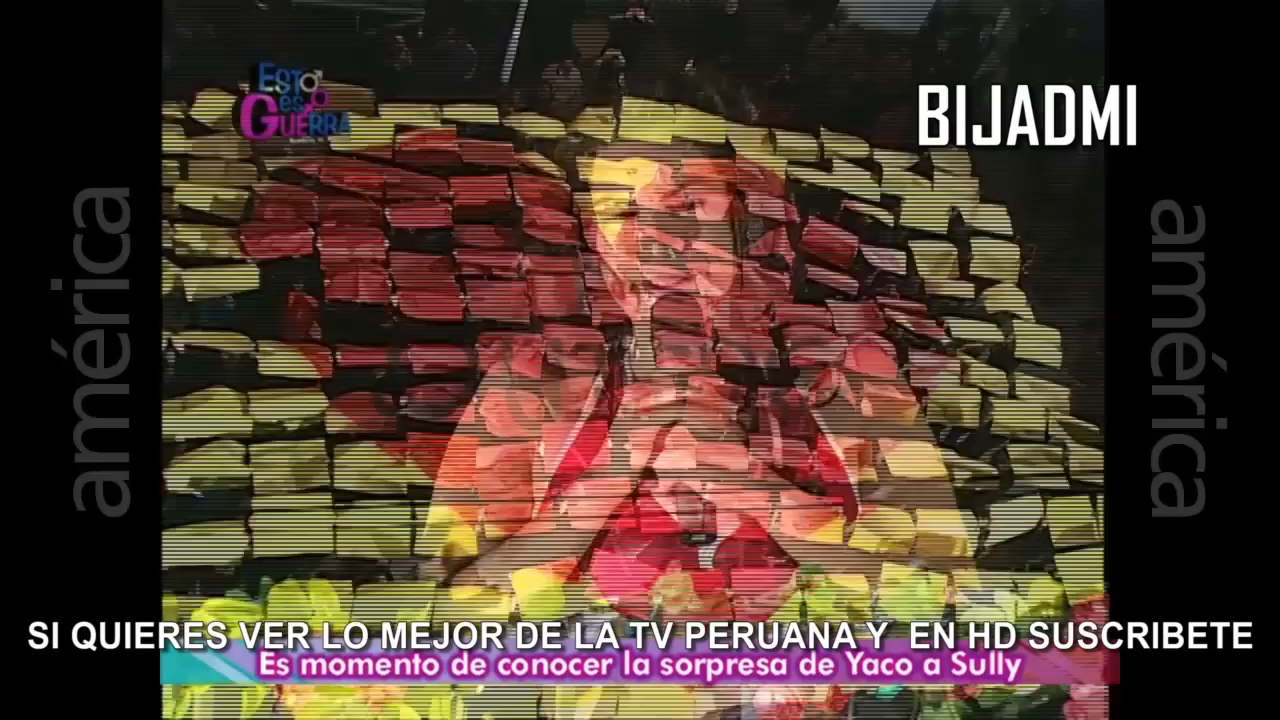 ESTO
es
GUERRA
BIJADMI
américa
américa
SI QUIERES VER LO MEJOR DE LA TV PERUANA Y EN HD SUSCRIBETE
Es momento de conocer la sorpresa de Yaco a Sully